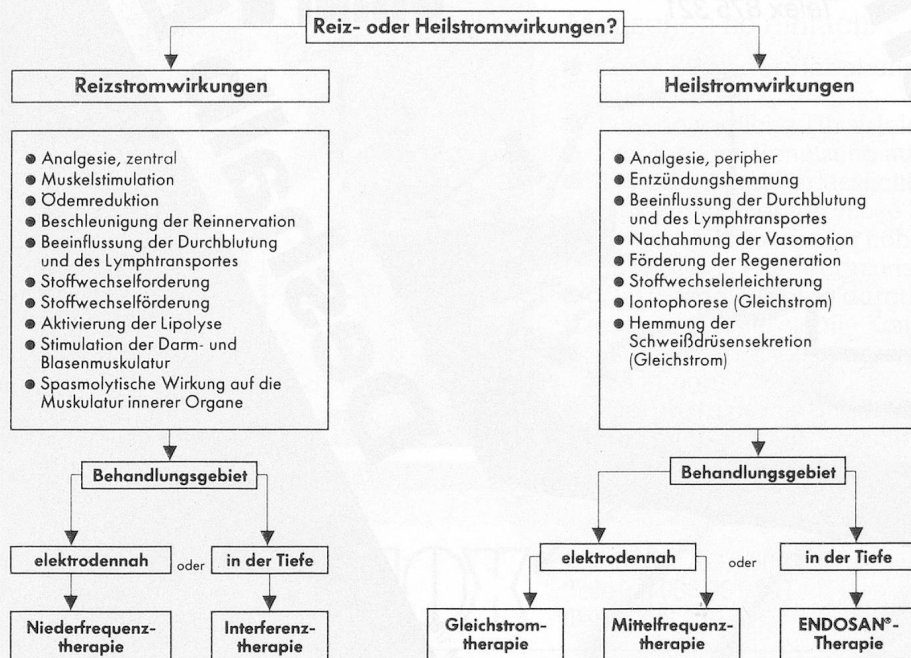 Telex 875 321
Reiz- oder Heilstromwirkungen?
Reizstromwirkungen
● Analgesie, zentral
● Muskelstimulation
● Ödemreduktion
● Beschleunigung der Reinnervation
● Beeinflussung der Durchblutung
und des Lymphtransportes
● Stoffwechselforderung
● Stoffwechselförderung
● Aktivierung der Lipolyse
● Stimulation der Darm- und
Blasenmuskulatur
● Spasmolytische Wirkung auf die
Muskulatur innerer Organe
Behandlungsgebiet
elektrodennah oder in der Tiefe
Niederfrequenz-
therapie
Interferenz-
therapie
Heilstromwirkungen
● Analgesie, peripher
● Entzündungshemmung
● Beeinflussung der Durchblutung
und des Lymphtransportes
● Nachahmung der Vasomotion
● Förderung der Regeneration
● Stoffwechselerleichterung
● Iontophorese (Gleichstrom)
● Hemmung der
Schweißdrüsensekretion
(Gleichstrom)
Behandlungsgebiet
elektrodennah oder in der Tiefe
Gleichstrom-
therapie
Mittelfrequenz-
therapie
ENDOSAN®-
Therapie